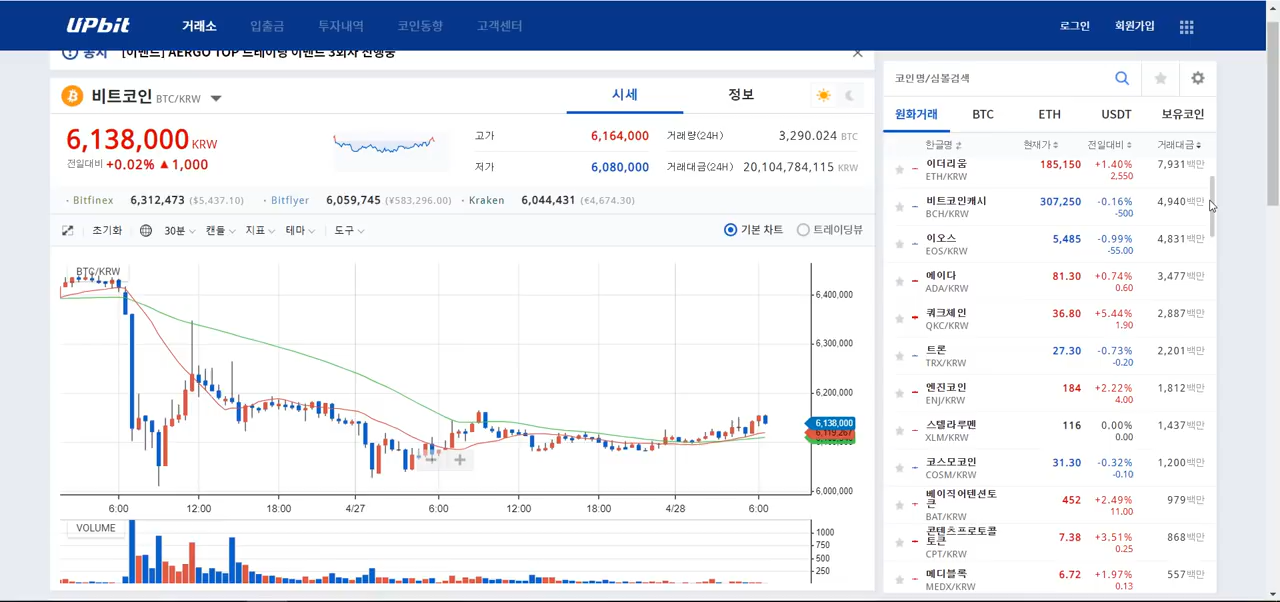 UPbit 거래소 입출금 투자내역 코인동향 고객센터 로그인 회원가입
공지 [이벤트] AERGO TOP 트레이딩 이벤트 3회차 진행중
비트코인 BTC/KRW 시세 정보
6,138,000 KRW
전일대비 +0.02% ▲ 1,000
고가 6,164,000 거래량(24H) 3,290.024 BTC
저가 6,080,000 거래대금(24H) 20,104,784,115 KRW
· Bitfinex 6,312,473 ($5,437.10) · Bitflyer 6,059,745 (¥583,296.00) · Kraken 6,044,431 (€4,674.30)
초기화 30분 캔들 지표 테마 도구 기본 차트 트레이딩뷰
BTC/KRW
6,400,000
6,300,000
6,200,000
6,138,000
6,119,267
6,000,000
6:00 12:00 18:00 4/27 6:00 12:00 18:00 4/28 6:00
VOLUME
1000
750
500
250
코인명/심볼검색
원화거래 BTC ETH USDT 보유코인
한글명 현재가 전일대비 거래대금
이더리움 185,150 +1.40% 7,931백만
ETH/KRW 2,550
비트코인캐시 307,250 -0.16% 4,940백만
BCH/KRW -500
이오스 5,485 -0.99% 4,831백만
EOS/KRW -55.00
에이다 81.30 +0.74% 3,477백만
ADA/KRW 0.60
쿼크체인 36.80 +5.44% 2,887백만
QKC/KRW 1.90
트론 27.30 -0.73% 2,201백만
TRX/KRW -0.20
엔진코인 184 +2.22% 1,812백만
ENJ/KRW 4.00
스텔라루멘 116 0.00% 1,437백만
XLM/KRW 0.00
코스모코인 31.30 -0.32% 1,200백만
COSM/KRW -0.10
베이직어텐션토
큰 452 +2.49% 979백만
BAT/KRW 11.00
콘텐츠프로토콜
토큰 7.38 +3.51% 868백만
CPT/KRW 0.25
메디블록 6.72 +1.97% 557백만
MEDX/KRW 0.13